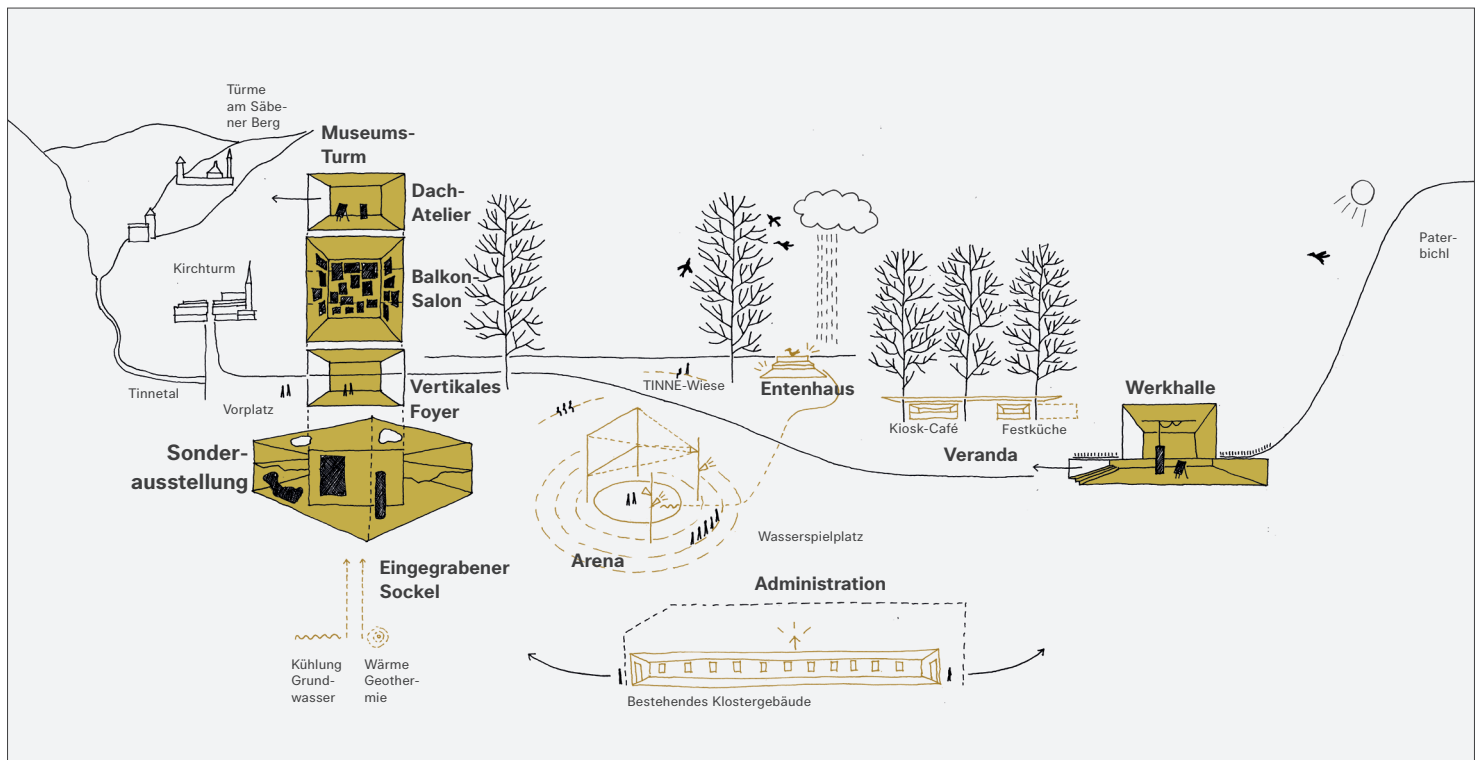 Türme
am Säbe-
ner Berg
Museums-
Turm
Dach-
Atelier
Balkon-
Salon
Kirchturm
Pater-
bichl
Tinnetal
Vorplatz
Vertikales
Foyer
TINNE-Wiese
Entenhaus
Werkhalle
Kiosk-Café
Festküche
Veranda
Sonder-
ausstellung
Wasserspielplatz
Arena
Eingegrabener
Sockel
Administration
Kühlung
Grund-
wasser
Wärme
Geother-
mie
Bestehendes Klostergebäude